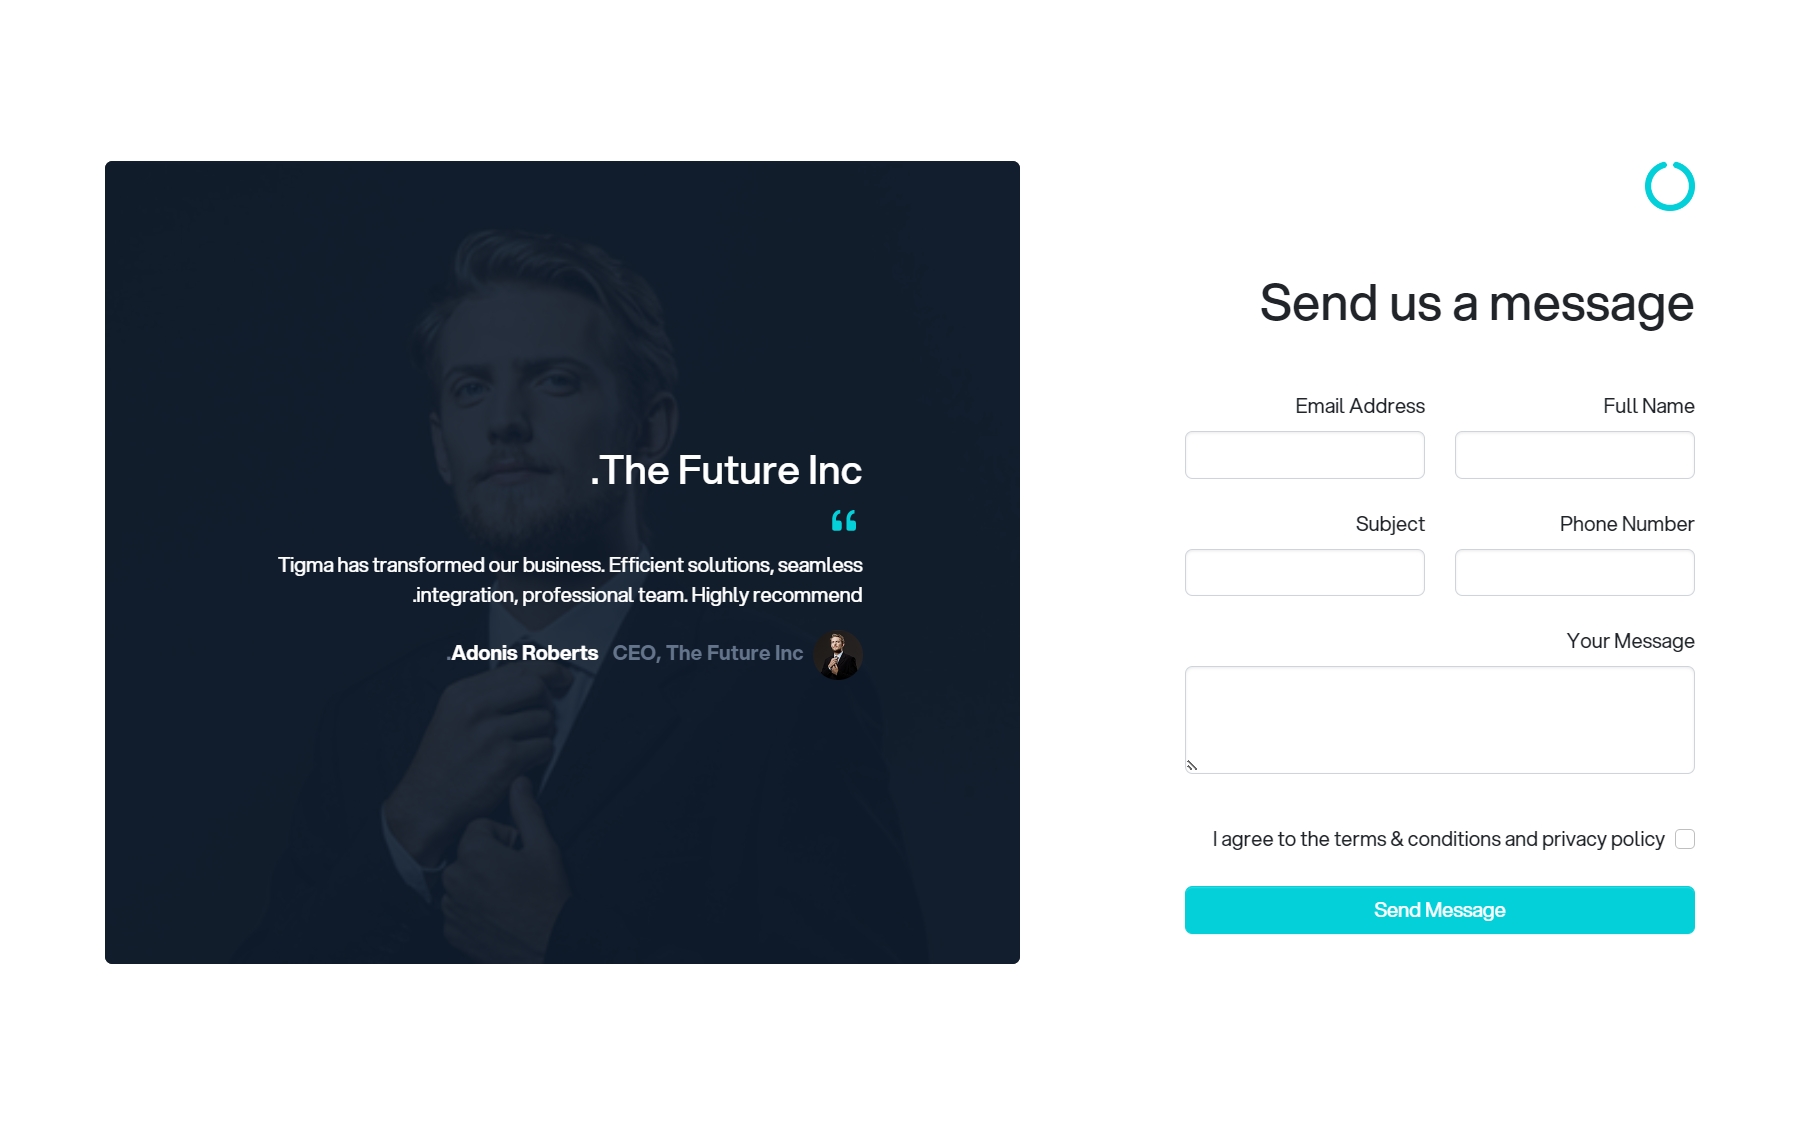 Send us a message
Full Name
Email Address
Phone Number
Subject
Your Message
I agree to the terms & conditions and privacy policy
Send Message
.The Future Inc
“
Tigma has transformed our business. Efficient solutions, seamless
.integration, professional team. Highly recommend
.Adonis Roberts CEO, The Future Inc